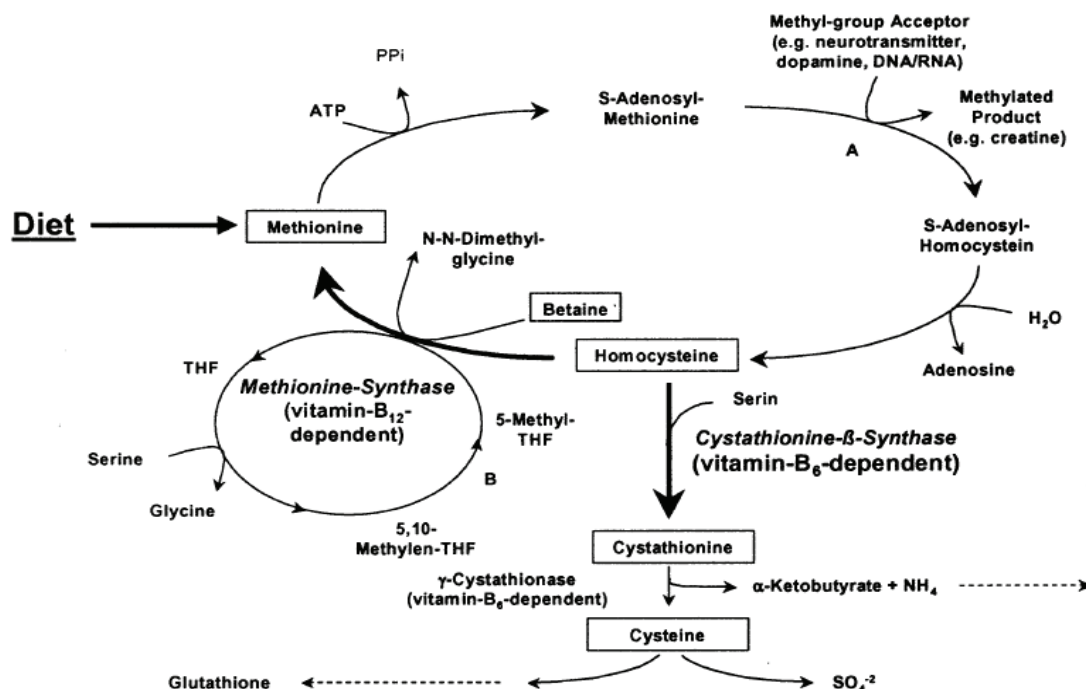 Methyl-group Acceptor
(e.g. neurotransmitter,
dopamine, DNA/RNA)
PPi
ATP
S-Adenosyl-
Methionine
Methylated
Product
(e.g. creatine)
A
Diet
Methionine
N-N-Dimethyl-
glycine
S-Adenosyl-
Homocystein
Betaine
H₂O
Homocysteine
Adenosine
THF
Methionine-Synthase
(vitamin-B₁₂-
dependent)
5-Methyl-
THF
Serin
Cystathionine-ß-Synthase
(vitamin-B₆-dependent)
Serine
B
Glycine
5,10-
Methylen-THF
Cystathionine
γ-Cystathionase
(vitamin-B₆-dependent)
α-Ketobutyrate + NH₄
Cysteine
Glutathione
SO₄⁻²